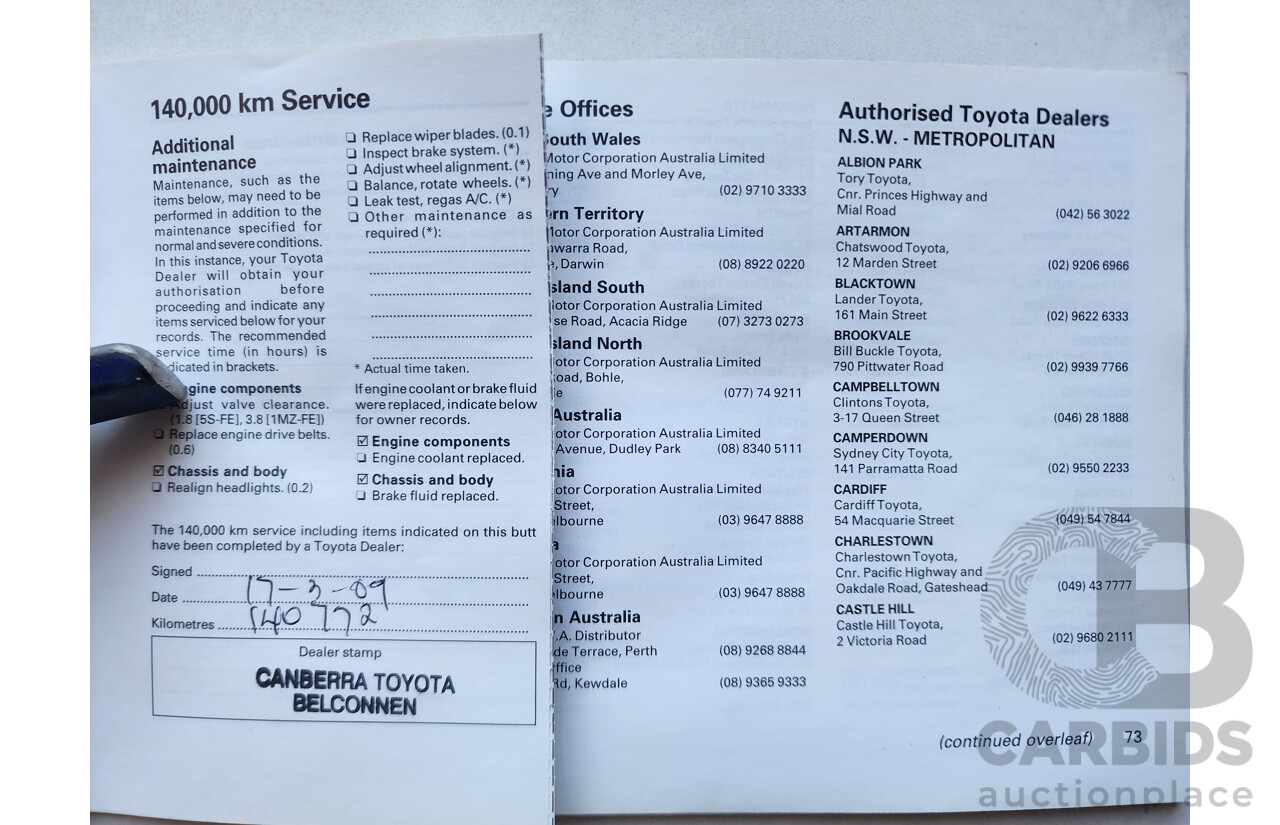 140,000 km Service
Additional
maintenance
Maintenance, such as the
items below, may need to be
performed in addition to the
maintenance specified for
normal and severe conditions.
In this instance, your Toyota
Dealer will obtain your
authorisation before
proceeding and indicate any
items serviced below for your
records. The recommended
service time (in hours) is
dicated in brackets.
gine components
Adjust valve clearance.
(1.8 [5S-FE], 3.8 [1MZ-FE])
❏ Replace engine drive belts.
(0.6)
☑ Chassis and body
❏ Realign headlights. (0.2)
❏ Replace wiper blades. (0.1)
❏ Inspect brake system. (*)
❏ Adjust wheel alignment. (*)
❏ Balance, rotate wheels. (*)
❏ Leak test, regas A/C. (*)
❏ Other maintenance as
required (*):
* Actual time taken.
If engine coolant or brake fluid
were replaced, indicate below
for owner records.
☑ Engine components
❏ Engine coolant replaced.
☑ Chassis and body
❏ Brake fluid replaced.
The 140,000 km service including items indicated on this butt
have been completed by a Toyota Dealer:
Signed
Date 17-3-09
Kilometres 140772
Dealer stamp
CANBERRA TOYOTA
BELCONNEN
e Offices
outh Wales
Motor Corporation Australia Limited
ning Ave and Morley Ave,
ry (02) 9710 3333
rn Territory
Motor Corporation Australia Limited
awarra Road,
e, Darwin (08) 8922 0220
sland South
otor Corporation Australia Limited
se Road, Acacia Ridge (07) 3273 0273
sland North
otor Corporation Australia Limited
oad, Bohle,
e (077) 74 9211
Australia
otor Corporation Australia Limited
Avenue, Dudley Park (08) 8340 5111
nia
otor Corporation Australia Limited
Street,
elbourne (03) 9647 8888
a
otor Corporation Australia Limited
Street,
elbourne (03) 9647 8888
n Australia
.A. Distributor
de Terrace, Perth (08) 9268 8844
ffice
Rd, Kewdale (08) 9365 9333
Authorised Toyota Dealers
N.S.W. - METROPOLITAN
ALBION PARK
Tory Toyota,
Cnr. Princes Highway and
Mial Road (042) 56 3022
ARTARMON
Chatswood Toyota,
12 Marden Street (02) 9206 6966
BLACKTOWN
Lander Toyota,
161 Main Street (02) 9622 6333
BROOKVALE
Bill Buckle Toyota,
790 Pittwater Road (02) 9939 7766
CAMPBELLTOWN
Clintons Toyota,
3-17 Queen Street (046) 28 1888
CAMPERDOWN
Sydney City Toyota,
141 Parramatta Road (02) 9550 2233
CARDIFF
Cardiff Toyota,
54 Macquarie Street (049) 54 7844
CHARLESTOWN
Charlestown Toyota,
Cnr. Pacific Highway and
Oakdale Road, Gateshead (049) 43 7777
CASTLE HILL
Castle Hill Toyota,
2 Victoria Road (02) 9680 2111
(continued overleaf) 73
CB
CARBIDS
auctionplace